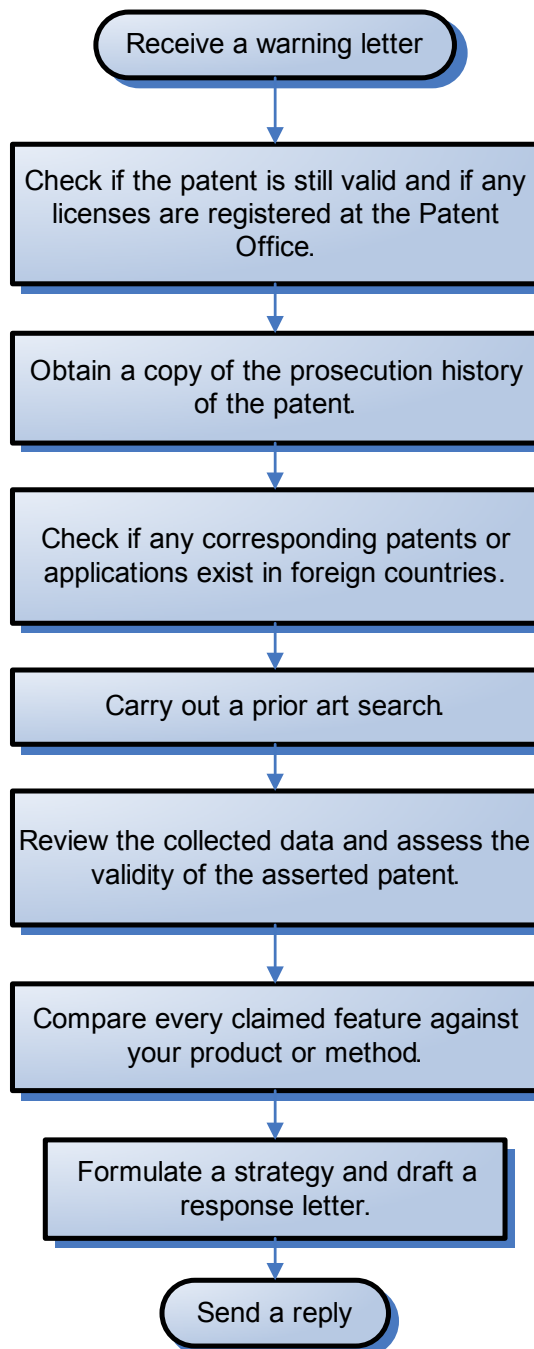 Receive a warning letter
Check if the patent is still valid and if any
licenses are registered at the Patent
Office.
Obtain a copy of the prosecution history
of the patent.
Check if any corresponding patents or
applications exist in foreign countries.
Carry out a prior art search.
Review the collected data and assess the
validity of the asserted patent.
Compare every claimed feature against
your product or method.
Formulate a strategy and draft a
response letter.
Send a reply